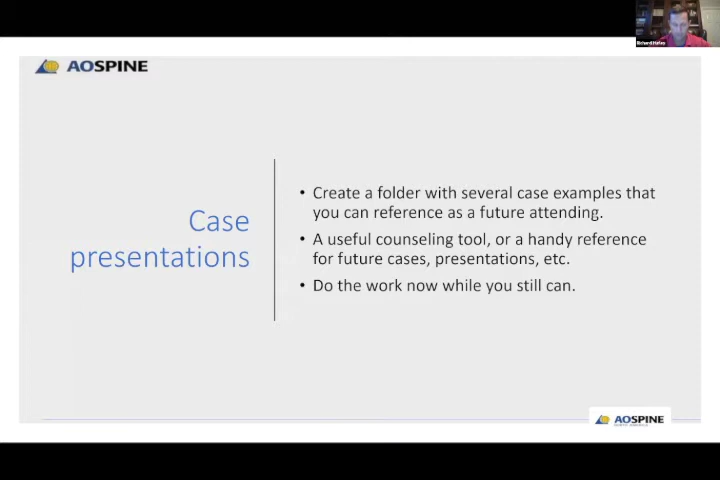 AOSPINE
Case
presentations
• Create a folder with several case examples that
you can reference as a future attending.
• A useful counseling tool, or a handy reference
for future cases, presentations, etc.
• Do the work now while you still can.
AOSPINE